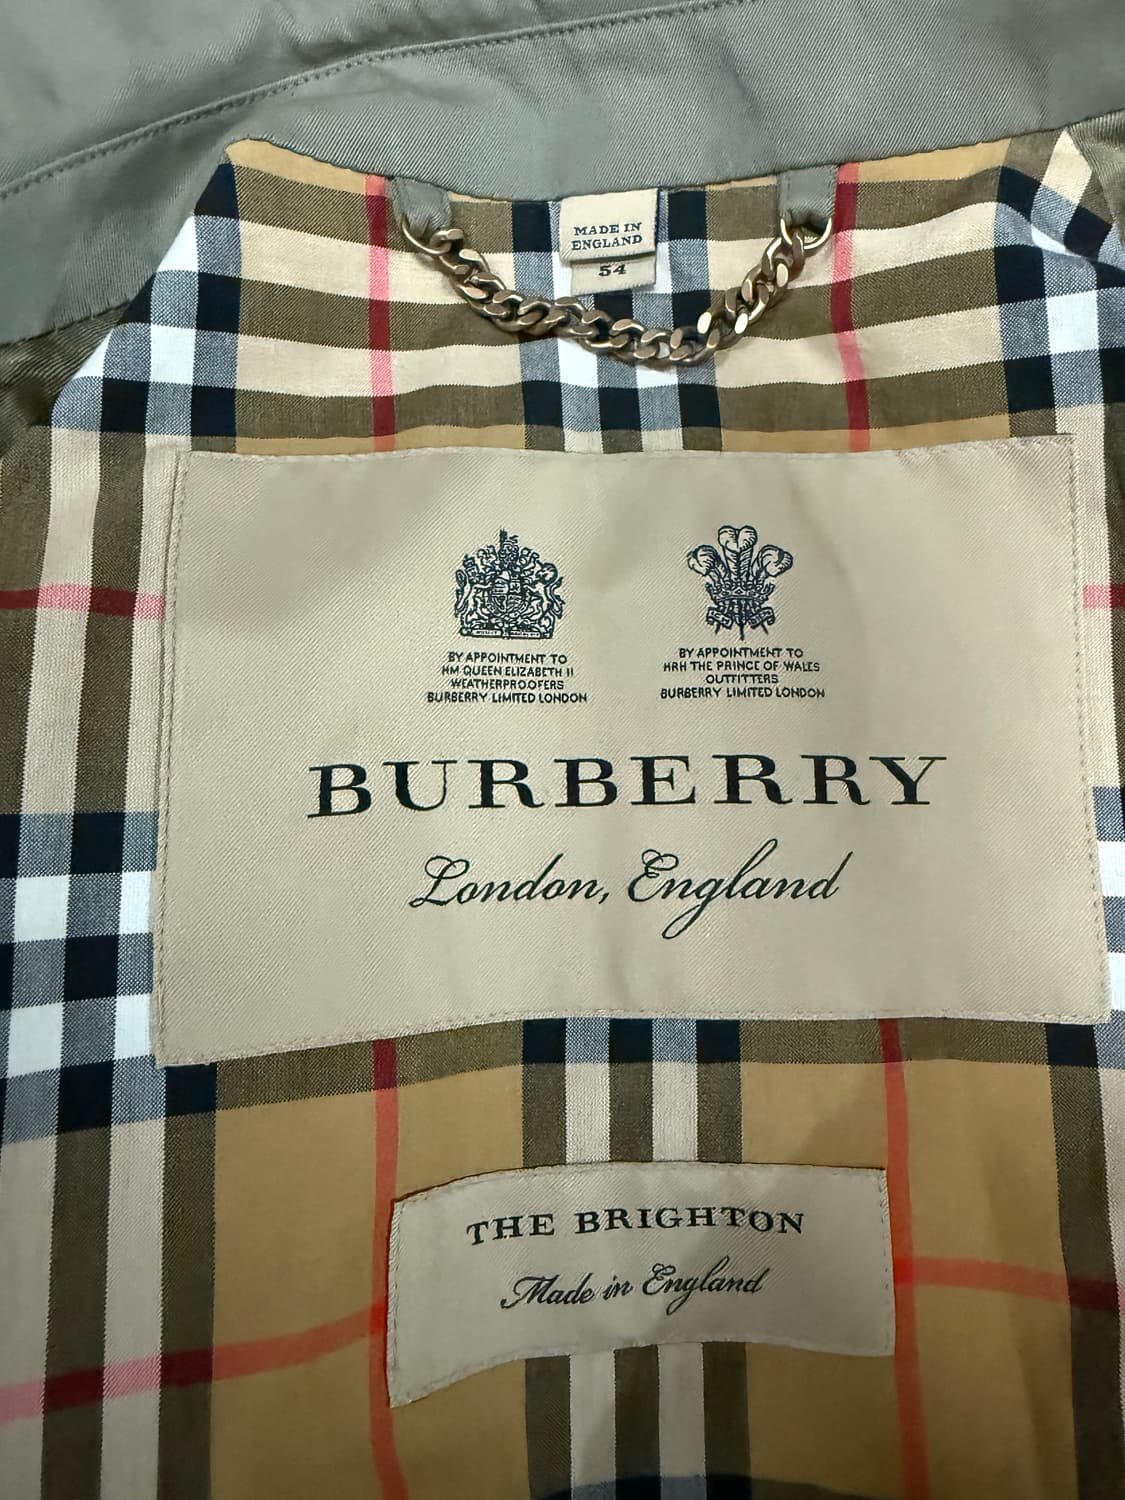 MADE IN
ENGLAND
54
BY APPOINTMENT TO
HM QUEEN ELIZABETH II
WEATHERPROOFERS
BURBERRY LIMITED LONDON
BY APPOINTMENT TO
HRH THE PRINCE OF WALES
OUTFITTERS
BURBERRY LIMITED LONDON
BURBERRY
London, England
THE BRIGHTON
Made in England